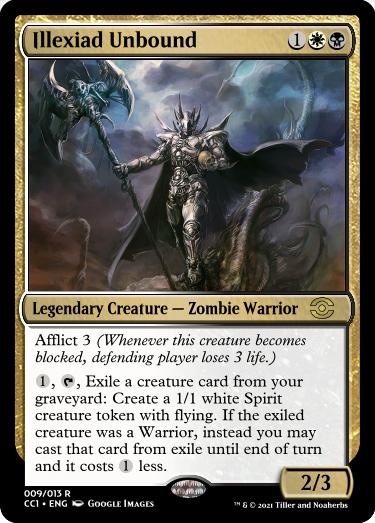 Illexiad Unbound 1
Legendary Creature — Zombie Warrior
Afflict 3 (Whenever this creature becomes
blocked, defending player loses 3 life.)
1, , Exile a creature card from your
graveyard: Create a 1/1 white Spirit
creature token with flying. If the exiled
creature was a Warrior, instead you may
cast that card from exile until end of turn
and it costs 1 less.
2/3
009/013 R
CC1 • ENG Google Images
™ & © 2021 Tiller and Noaherbs